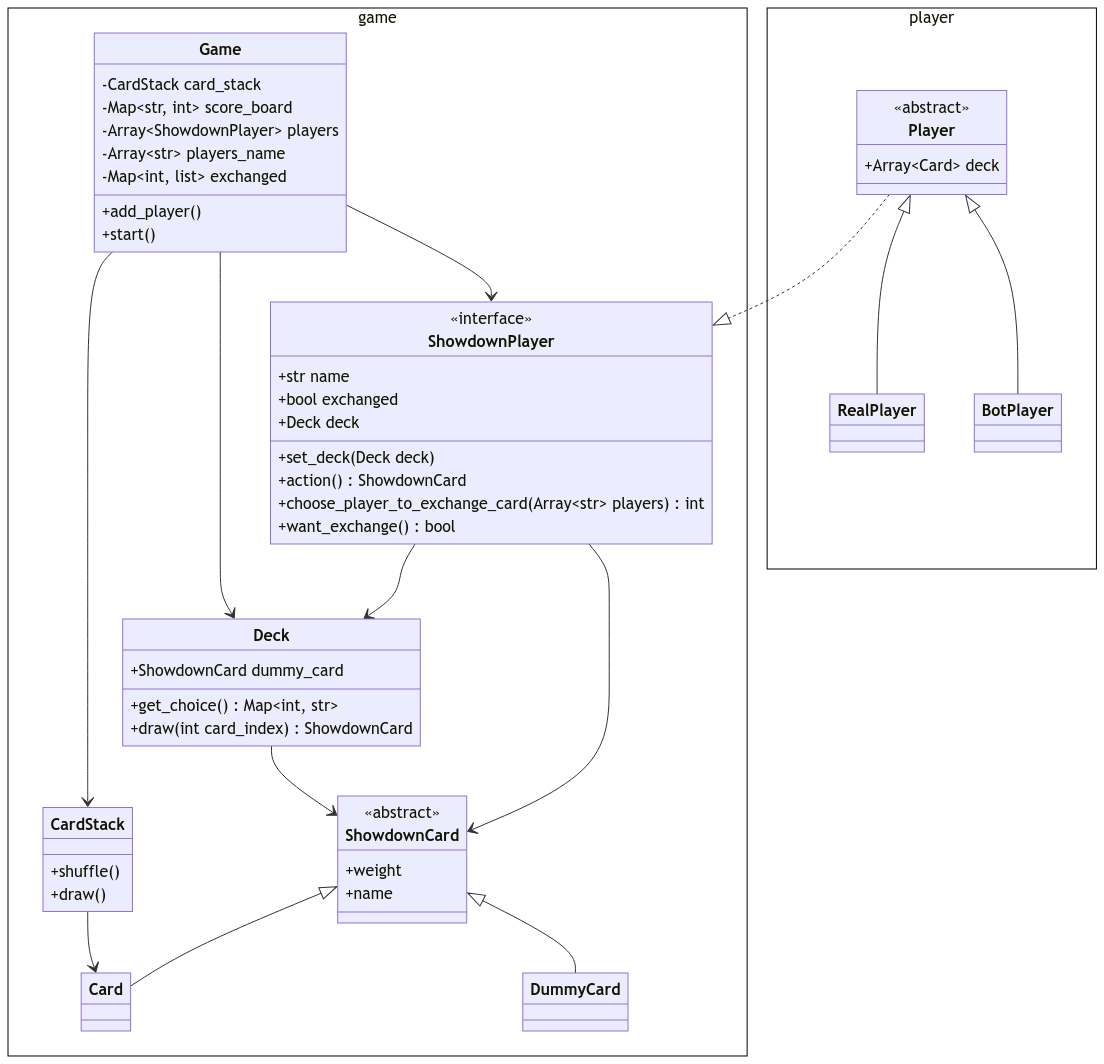 game
player
Game
-CardStack card_stack
-Map<str, int> score_board
-Array<ShowdownPlayer> players
-Array<str> players_name
-Map<int, list> exchanged
+add_player()
+start()
«abstract»
Player
+Array<Card> deck
«interface»
ShowdownPlayer
+str name
+bool exchanged
+Deck deck
+set_deck(Deck deck)
+action() : ShowdownCard
+choose_player_to_exchange_card(Array<str> players) : int
+want_exchange() : bool
RealPlayer
BotPlayer
Deck
+ShowdownCard dummy_card
+get_choice() : Map<int, str>
+draw(int card_index) : ShowdownCard
CardStack
+shuffle()
+draw()
«abstract»
ShowdownCard
+weight
+name
Card
DummyCard